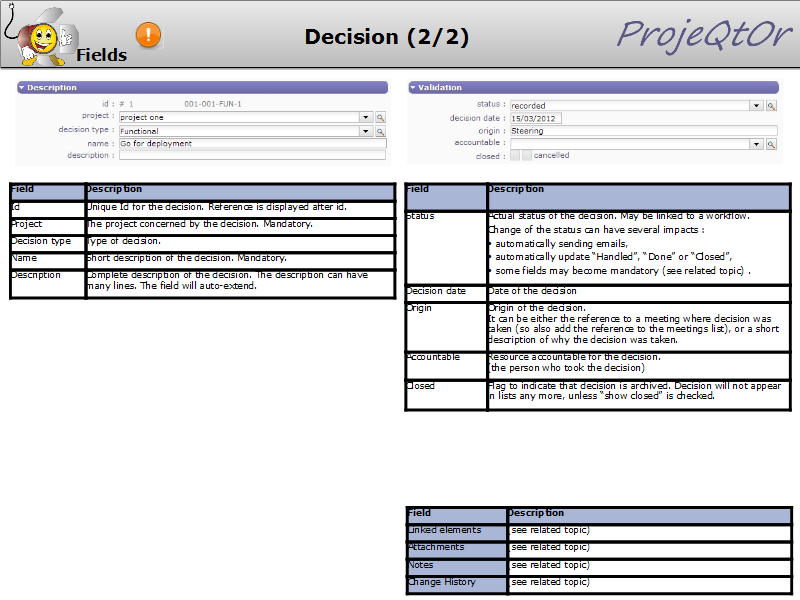 Fields
Decision (2/2)
ProjeQtOr
Description
id : # 1 001-001-FUN-1
project : project one
decision type : Functional
name : Go for deployment
description :
Validation
status : recorded
decision date : 15/03/2012
origin : Steering
accountable :
closed : cancelled
Field Description
Id Unique Id for the decision. Reference is displayed after id.
Project The project concerned by the decision. Mandatory.
Decision type Type of decision.
Name Short description of the decision. Mandatory.
Description Complete description of the decision. The description can have
many lines. The field will auto-extend.
Field Description
Status Actual status of the decision. May be linked to a workflow.
Change of the status can have several impacts :
• automatically sending emails,
• automatically update “Handled”, “Done” or “Closed”,
• some fields may become mandatory (see related topic) .
Decision date Date of the decision
Origin Origin of the decision.
It can be either the reference to a meeting where decision was
taken (so also add the reference to the meetings list), or a short
description of why the decision was taken.
Accountable Resource accountable for the decision.
(the person who took the decision)
Closed Flag to indicate that decision is archived. Decision will not appear
in lists any more, unless “show closed” is checked.
Field Description
Linked elements (see related topic)
Attachments (see related topic)
Notes (see related topic)
Change History (see related topic)